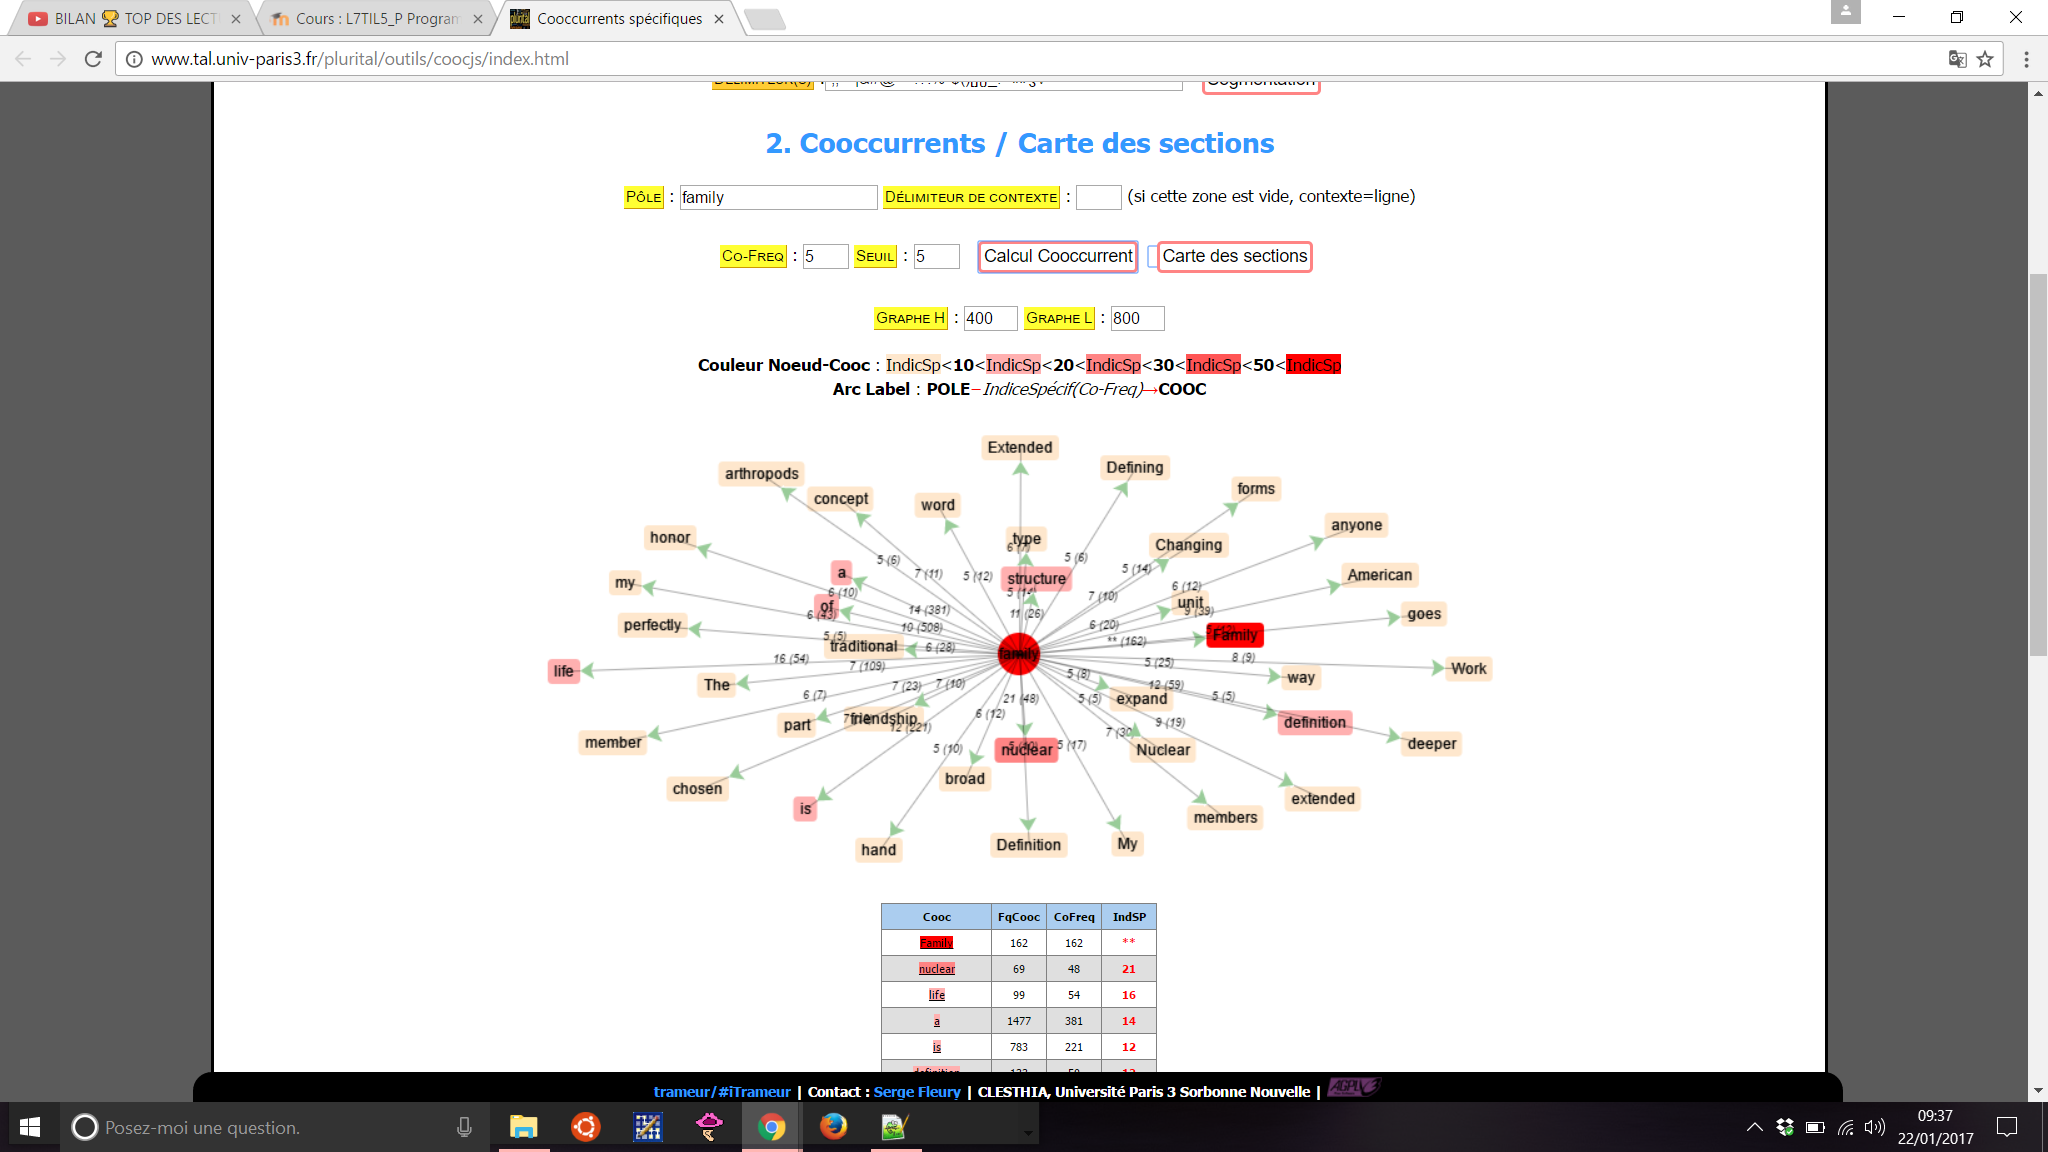 BILAN 🏆 TOP DES LECT
Cours : L7TIL5_P Program
Cooccurrents spécifiques
www.tal.univ-paris3.fr/plurital/outils/coocjs/index.html
2. Cooccurrents / Carte des sections
PÔLE : family DÉLIMITEUR DE CONTEXTE : (si cette zone est vide, contexte=ligne)
CO-FREQ : 5 SEUIL : 5 Calcul Cooccurrent Carte des sections
GRAPHE H : 400 GRAPHE L : 800
Couleur Noeud-Cooc : IndicSp<10<IndicSp<20<IndicSp<30<IndicSp<50<IndicSp
Arc Label : POLE—IndiceSpécif(Co-Freq)→COOC
Extended
arthropods
Defining
concept
word
forms
honor
type
anyone
Changing
5 (6)
7 (11)
5 (12)
5 (6)
5 (14)
a
structure
American
my
6 (10)
6 (12)
7 (10)
of
unit
9 (39)
14 (381)
11 (26)
goes
perfectly
6 (43)
10 (508)
6 (20)
Family
5 (5)
traditional
6 (28)
family
** (162)
life
16 (54)
7 (109)
5 (25)
8 (9)
Work
The
7 (23)
7 (10)
5 (8)
12 (59)
way
6 (7)
21 (48)
5 (5)
expand
5 (5)
part
friendship
12 (221)
6 (12)
9 (19)
definition
member
5 (10)
nuclear
5 (17)
Nuclear
deeper
chosen
broad
is
extended
members
hand
Definition
My
Cooc FqCooc CoFreq IndSP
Family 162 162 **
nuclear 69 48 21
life 99 54 16
a 1477 381 14
is 783 221 12
trameur/#iTrameur | Contact : Serge Fleury | CLESTHIA, Université Paris 3 Sorbonne Nouvelle | AGPLV3
Posez-moi une question.
09:37
22/01/2017